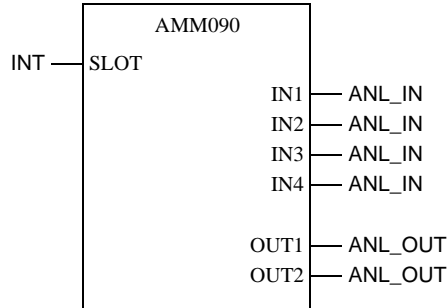 AMM090
INT SLOT
IN1 ANL_IN
IN2 ANL_IN
IN3 ANL_IN
IN4 ANL_IN
OUT1 ANL_OUT
OUT2 ANL_OUT